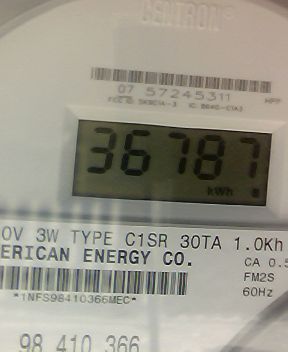 CENTRON®
07 57245311
36787
kWh
0V 3W TYPE C1SR 30TA 1.0Kh
ERICAN ENERGY CO.
CA 0.5
FM2S
*1NFS98410366MEC*
60Hz
98 410 366